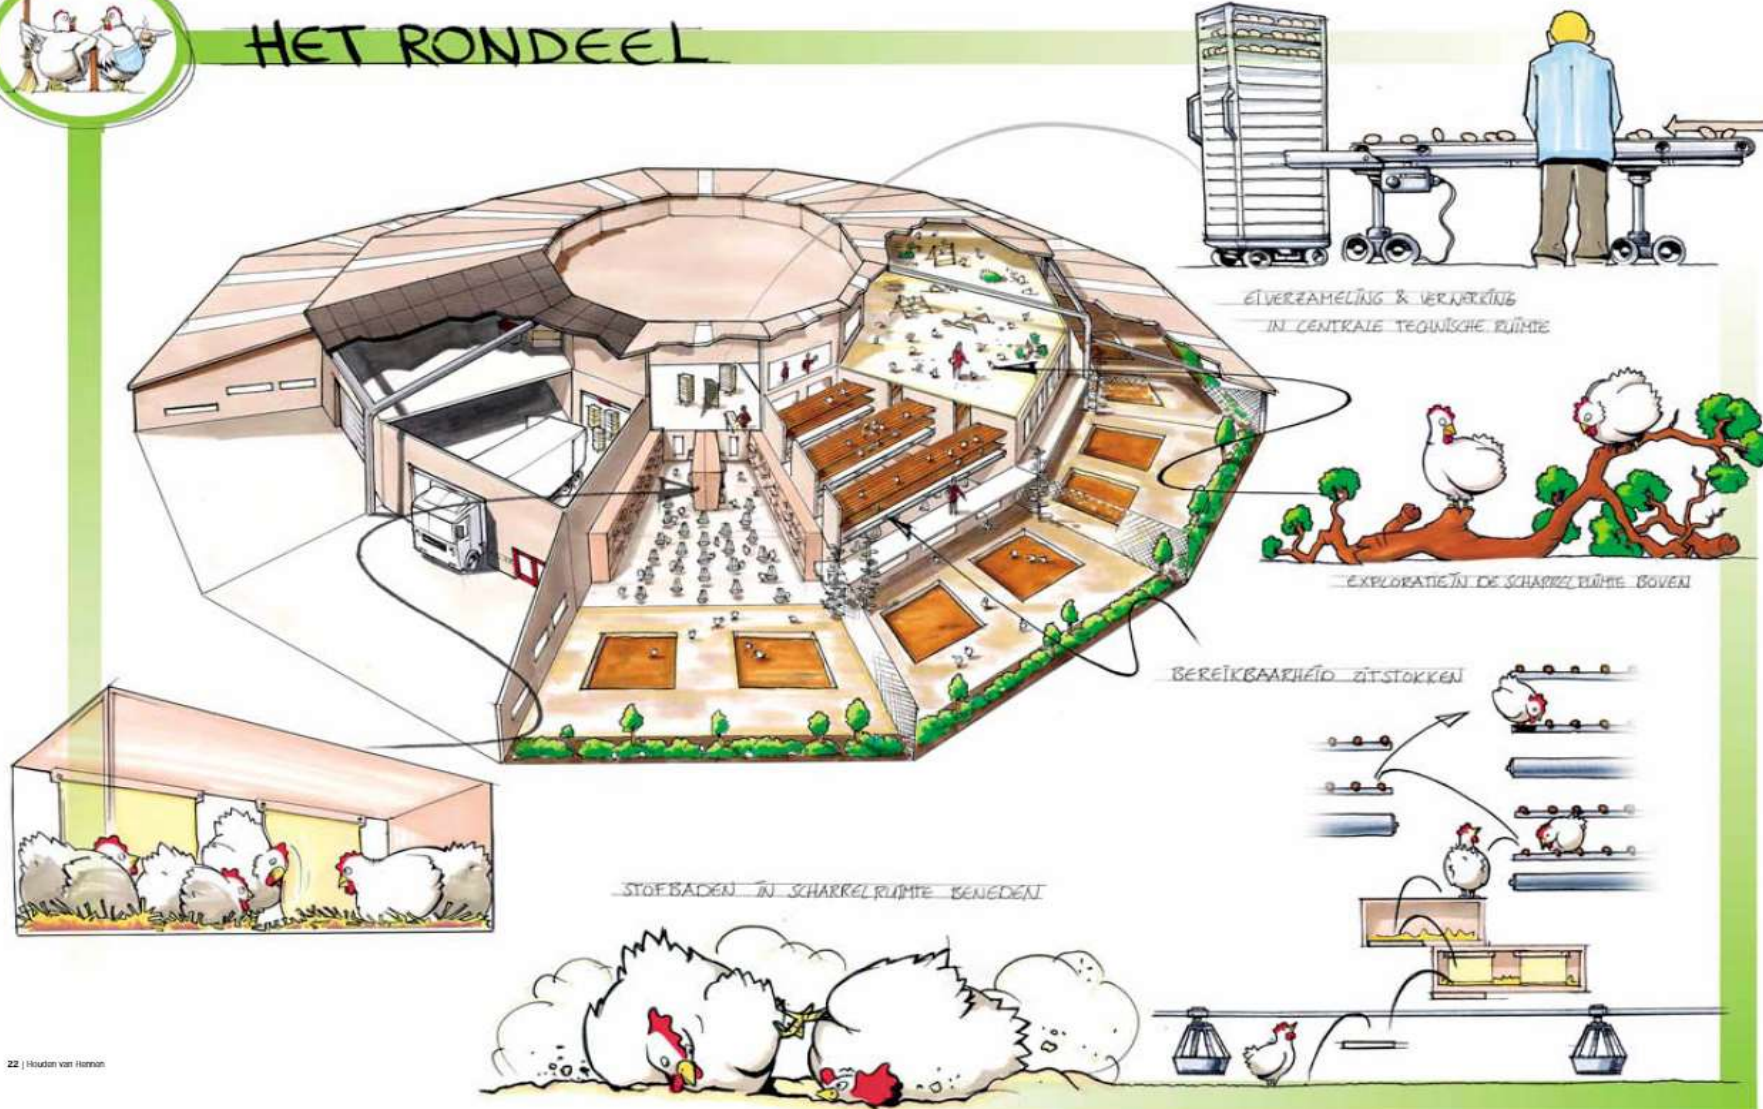 HET RONDEEL
EIVERZAMELING & VERWERKING
IN CENTRALE TECHNISCHE RUIMTE
EXPLORATIE IN DE SCHARRELRUIMTE BOVEN
BEREIKBAARHEID ZITSTOKKEN
STOFBADEN IN SCHARRELRUIMTE BENEDEN
22 | Houden van Hennen